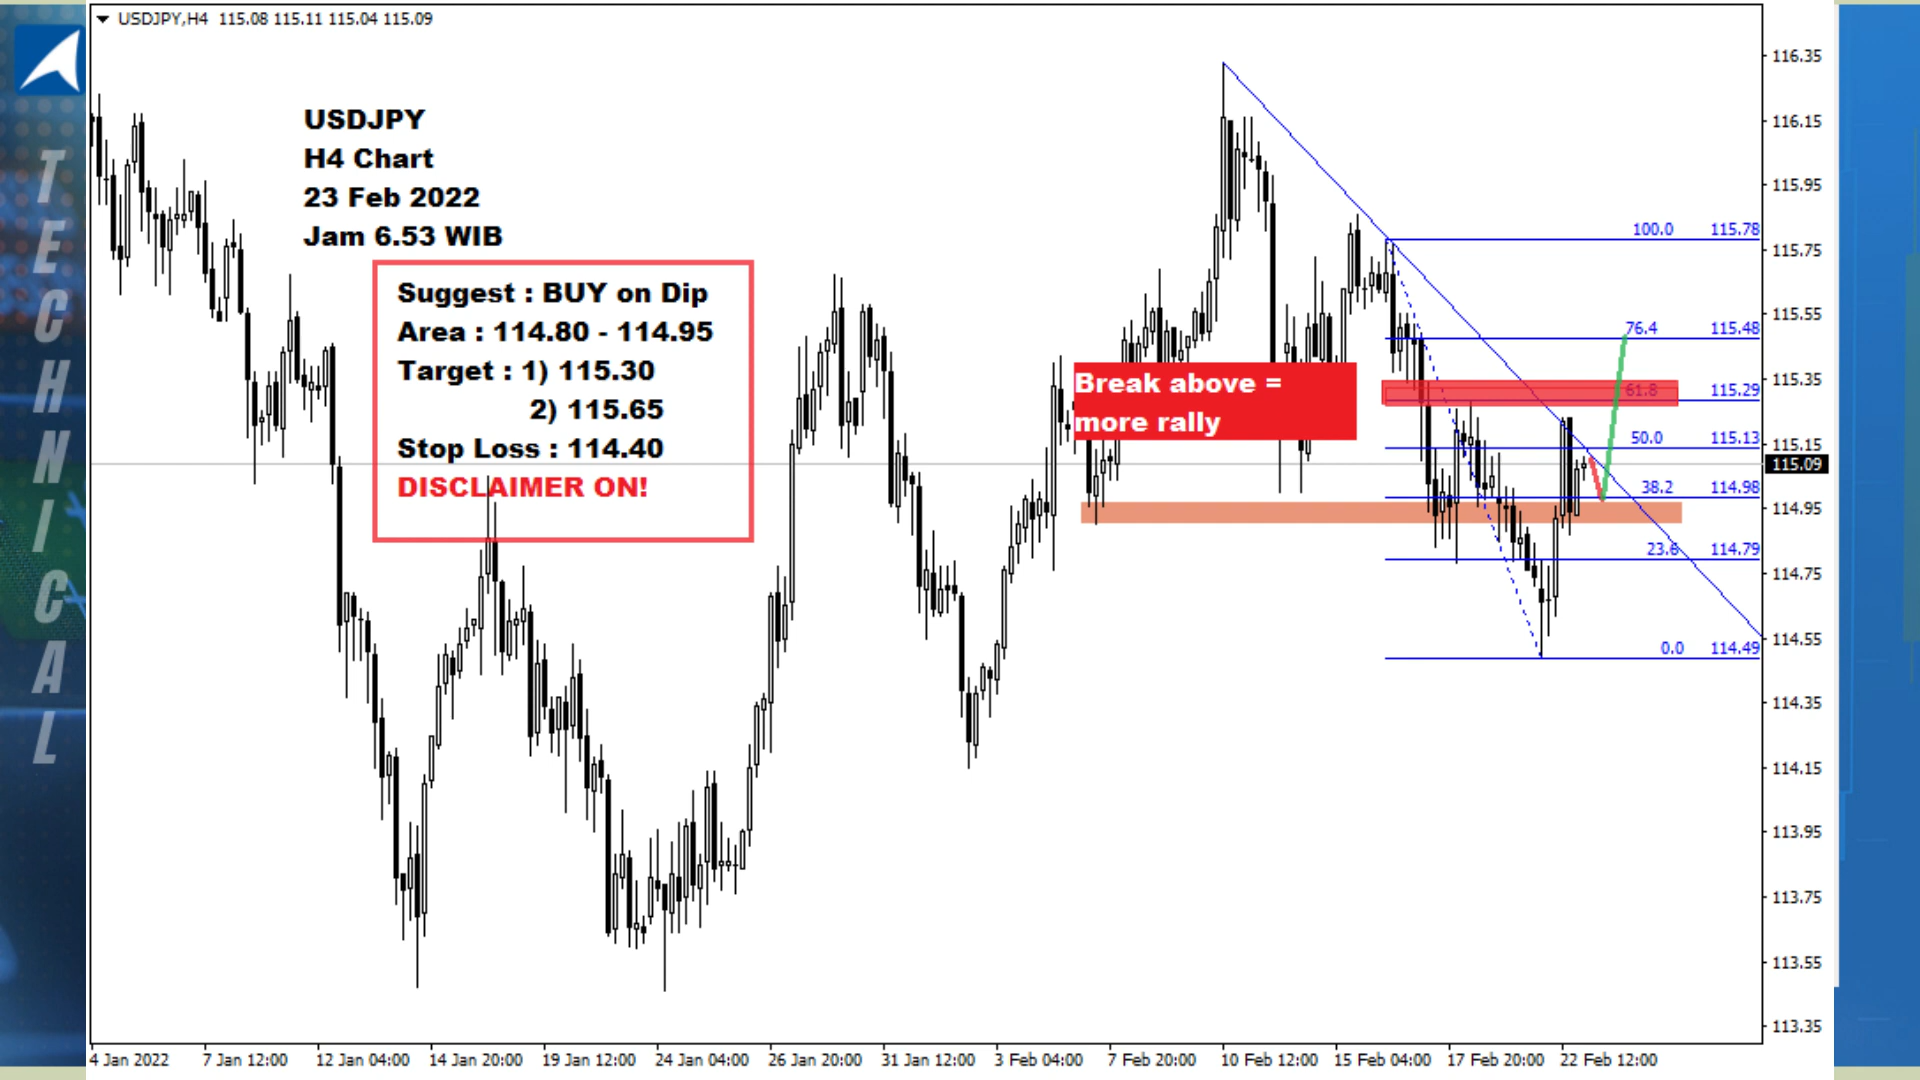 USDJPY,H4 115.08 115.11 115.04 115.09
TECHNICAL
USDJPY
H4 Chart
23 Feb 2022
Jam 6.53 WIB
Suggest : BUY on Dip
Area : 114.80 - 114.95
Target : 1) 115.30
2) 115.65
Stop Loss : 114.40
DISCLAIMER ON!
Break above =
more rally
100.0 115.78
76.4 115.48
61.8 115.29
50.0 115.13
38.2 114.98
23.6 114.79
0.0 114.49
116.35
116.15
115.95
115.75
115.55
115.35
115.15
115.09
114.95
114.75
114.55
114.35
114.15
113.95
113.75
113.55
113.35
4 Jan 2022 7 Jan 12:00 12 Jan 04:00 14 Jan 20:00 19 Jan 12:00 24 Jan 04:00 26 Jan 20:00 31 Jan 12:00 3 Feb 04:00 7 Feb 20:00 10 Feb 12:00 15 Feb 04:00 17 Feb 20:00 22 Feb 12:00